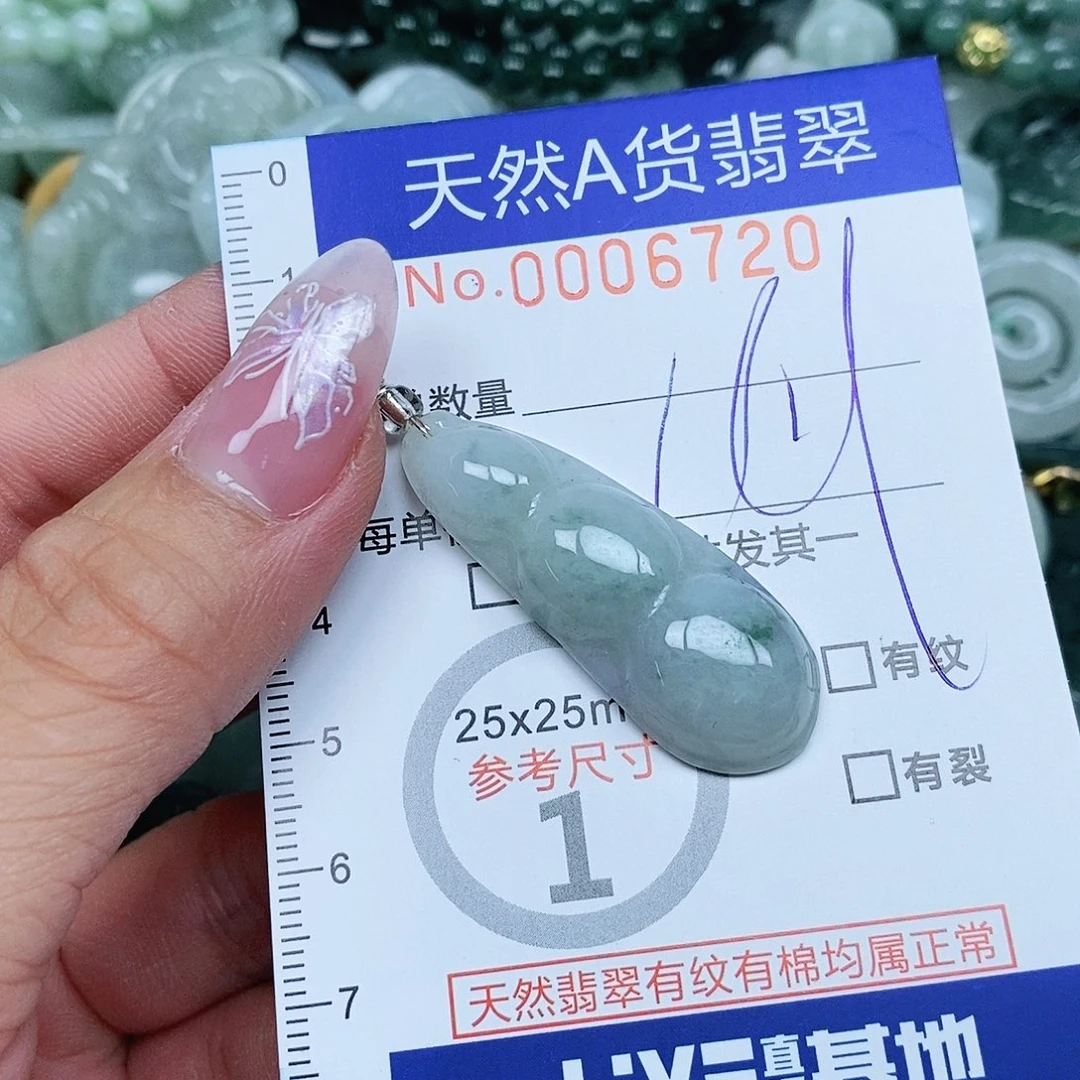 天然A货翡翠
0
No.0006720
1
数量
每单
发其一
4
有纹
25x25m
参考尺寸
5
有裂
1
6
天然翡翠有纹有棉均属正常
7
基地